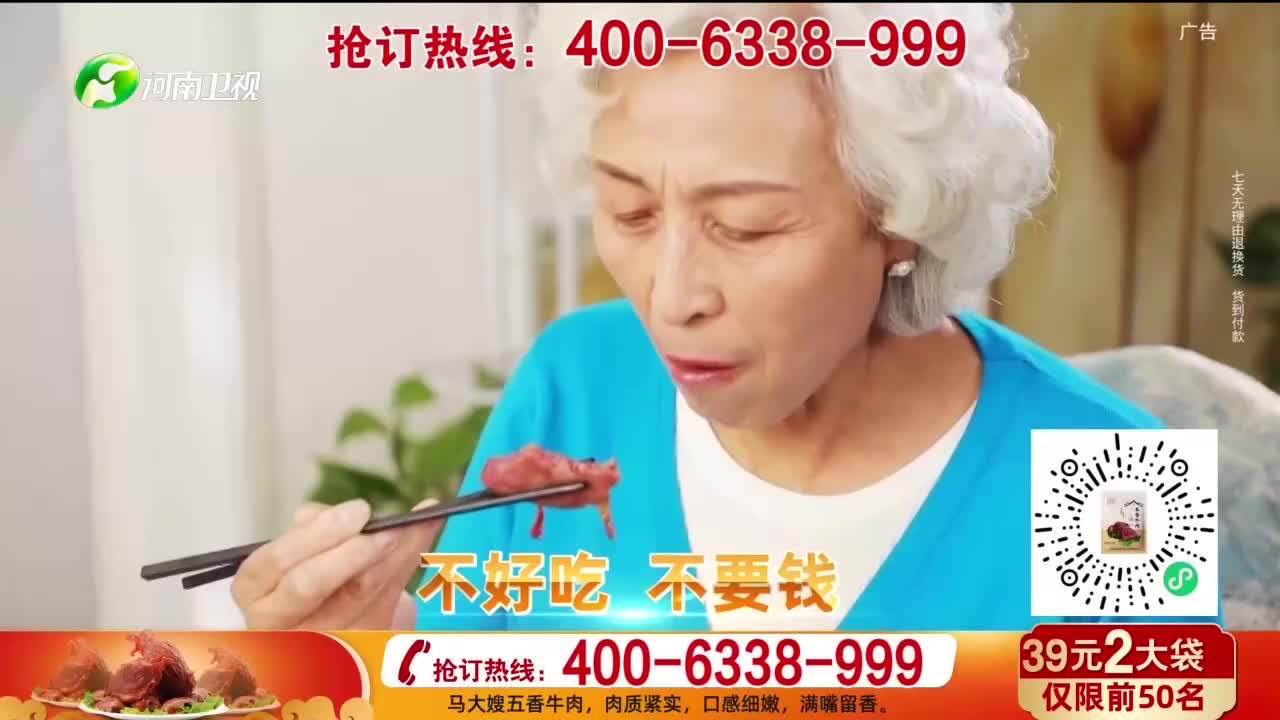 抢订热线：400-6338-999
广告
河南卫视
七天无理由退换货 货到付款
不好吃 不要钱
抢订热线：400-6338-999
马大嫂五香牛肉，肉质紧实，口感细嫩，满嘴留香。
39元2大袋
仅限前50名